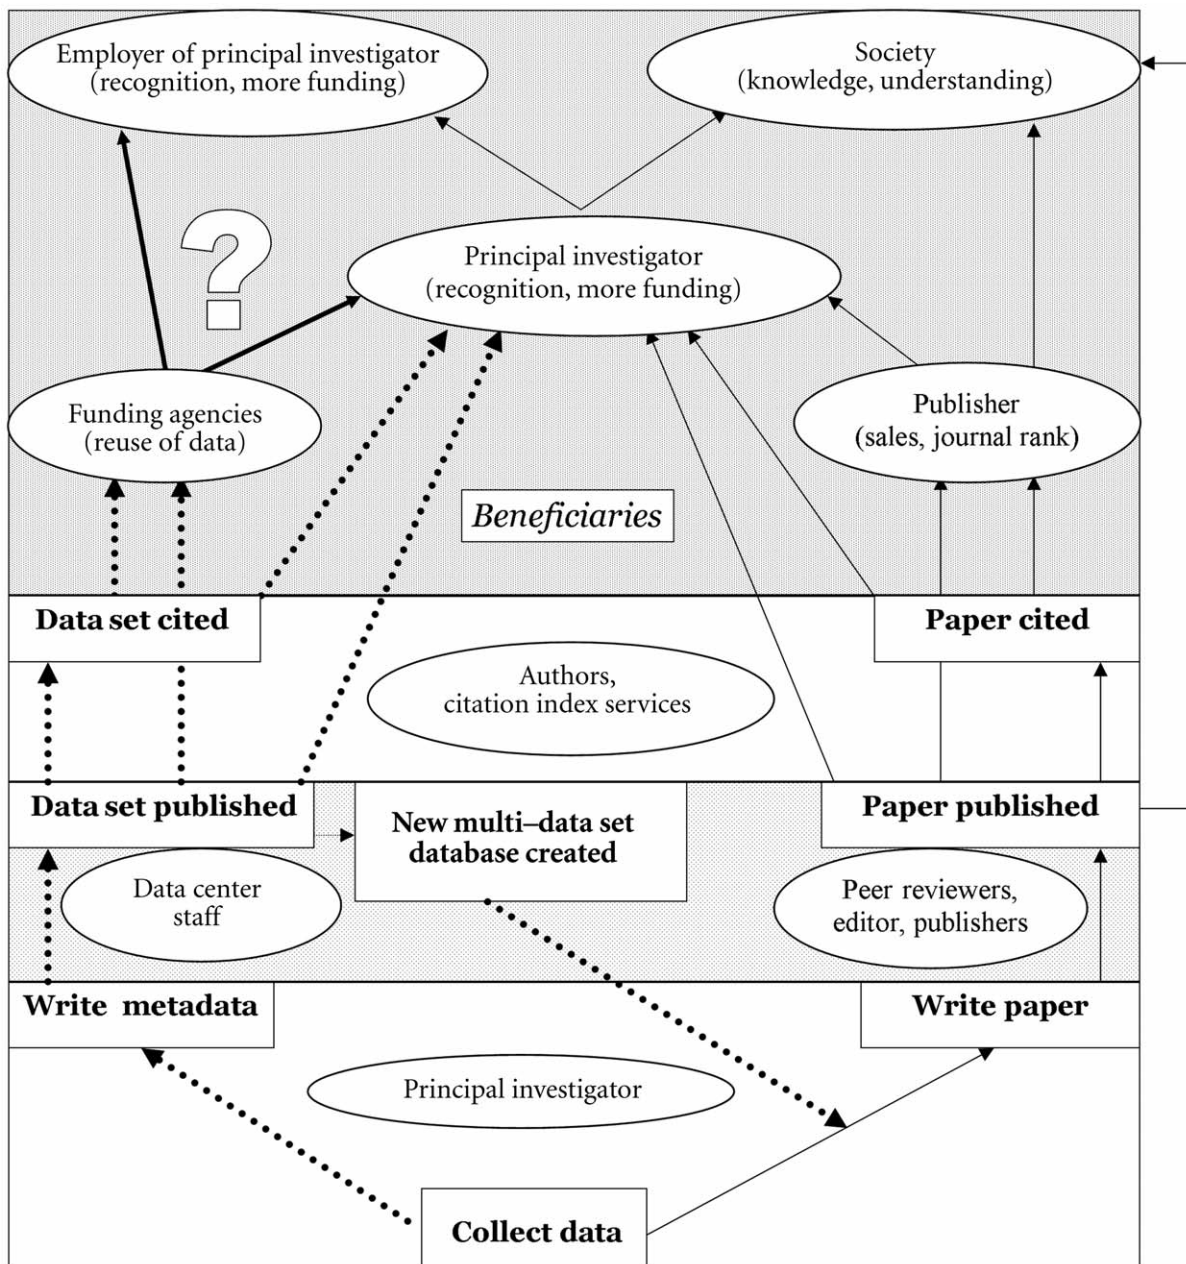 Employer of principal investigator
(recognition, more funding)
Society
(knowledge, understanding)
?
Principal investigator
(recognition, more funding)
Funding agencies
(reuse of data)
Publisher
(sales, journal rank)
Beneficiaries
Data set cited
Paper cited
Authors,
citation index services
Data set published
New multi–data set
database created
Paper published
Data center
staff
Peer reviewers,
editor, publishers
Write metadata
Write paper
Principal investigator
Collect data